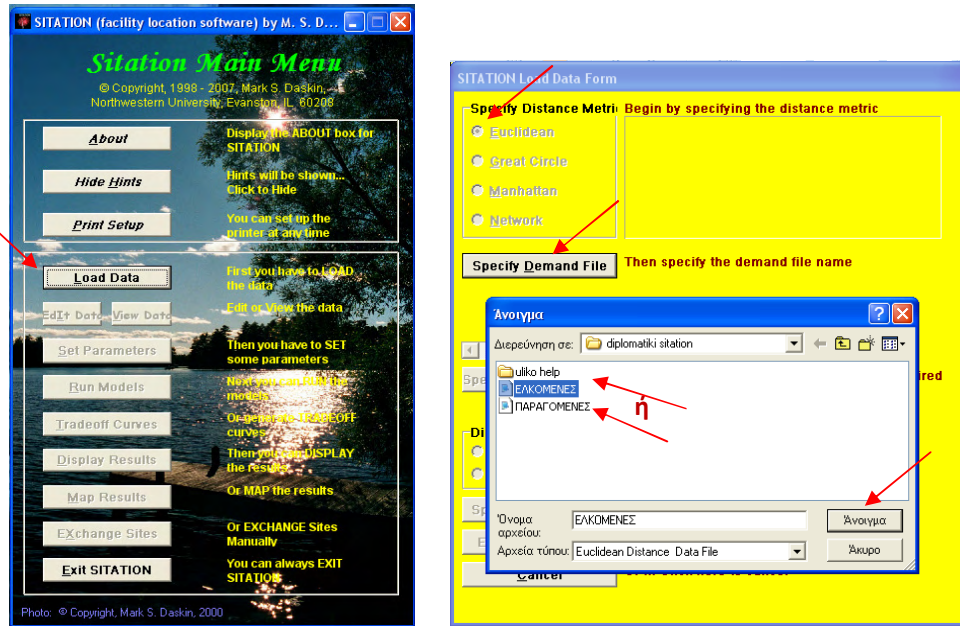 SITATION (facility location software) by M. S. D...
Sitation Main Menu
© Copyright, 1998 - 2007, Mark S. Daskin,
Northwestern University, Evanston, IL 60208
About
Display the ABOUT box for
SITATION
Hide Hints
Hints will be shown...
Click to Hide
Print Setup
You can set up the
printer at any time
Load Data
First you have to LOAD
the data
EdIt Data
View Data
Edit or View the data
Set Parameters
Then you have to SET
some parameters
Run Models
Next you can RUN the
models
Tradeoff Curves
Or generate TRADEOFF
curves
Display Results
Then you can DISPLAY
the results
Map Results
Or MAP the results
EXchange Sites
Or EXCHANGE Sites
Manually
Exit SITATION
You can always EXIT
SITATION
Photo: © Copyright, Mark S. Daskin, 2000
SITATION Load Data Form
Specify Distance Metri
Begin by specifying the distance metric
Euclidean
Great Circle
Manhattan
Network
Specify Demand File
Then specify the demand file name
Άνοιγμα
Διερεύνηση σε:
diplomatiki sitation
uliko help
ΕΛΚΟΜΕΝΕΣ
ΠΑΡΑΓΟΜΕΝΕΣ
ή
Όνομα
αρχείου:
ΕΛΚΟΜΕΝΕΣ
Άνοιγμα
Αρχεία τύπου:
Euclidean Distance Data File
Άκυρο
Spe
ired
Di
Sp
E
Cancel